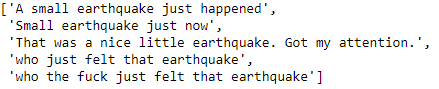 ['A small earthquake just happened',
'Small earthquake just now',
'That was a nice little earthquake. Got my attention.',
'who just felt that earthquake',
'who the fuck just felt that earthquake']